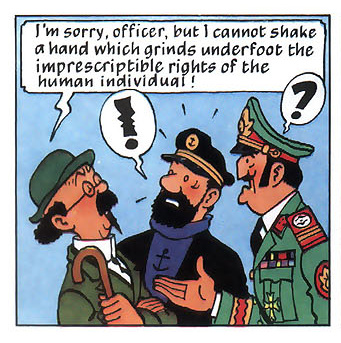 I'm sorry, officer, but I cannot shake
a hand which grinds underfoot the
imprescriptible rights of the
human individual!
!
?